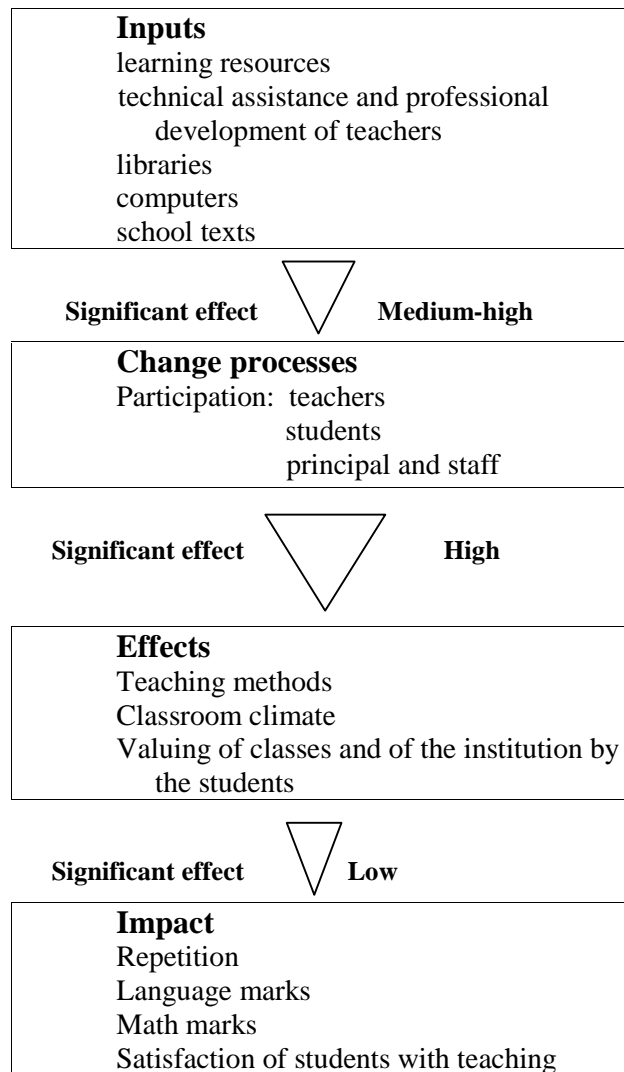 Inputs
learning resources
technical assistance and professional
development of teachers
libraries
computers
school texts
Significant effect Medium-high
Change processes
Participation: teachers
students
principal and staff
Significant effect High
Effects
Teaching methods
Classroom climate
Valuing of classes and of the institution by
the students
Significant effect Low
Impact
Repetition
Language marks
Math marks
Satisfaction of students with teaching